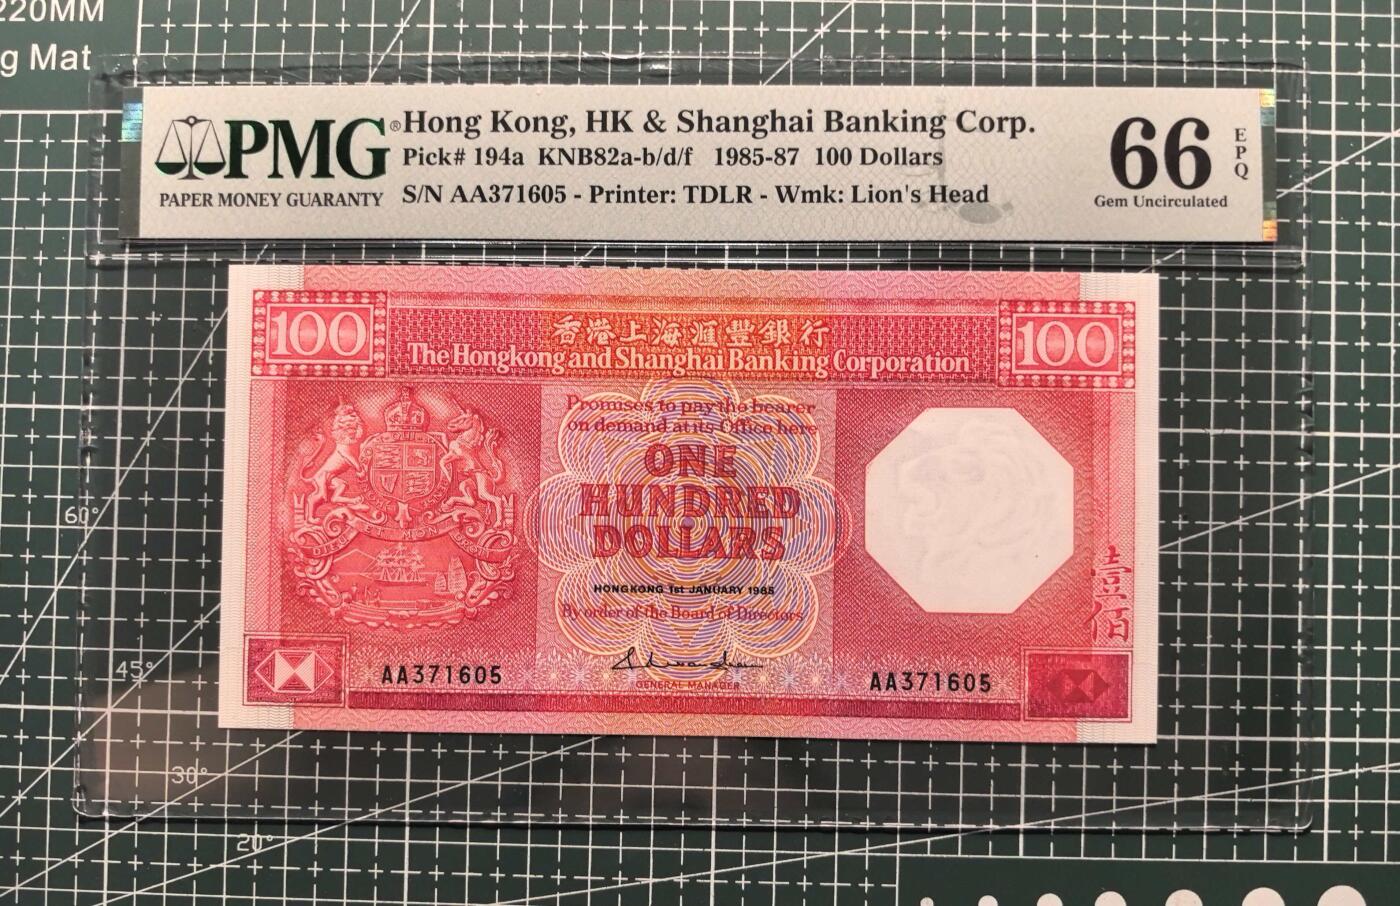 220MM
g Mat
PMG®
PAPER MONEY GUARANTY
Hong Kong, HK & Shanghai Banking Corp.
Pick# 194a KNB82a-b/d/f 1985-87 100 Dollars
S/N AA371605 - Printer: TDLR - Wmk: Lion's Head
66
EPQ
Gem Uncirculated
100
香港上海滙豐銀行
100
The Hongkong and Shanghai Banking Corporation
Promises to pay the bearer
on demand at its Office here
ONE
HUNDRED
DOLLARS
HONGKONG 1st JANUARY 1985
By order of the Board of Directors
GENERAL MANAGER
壹佰
AA371605
AA371605
60°
45°
30°
20°